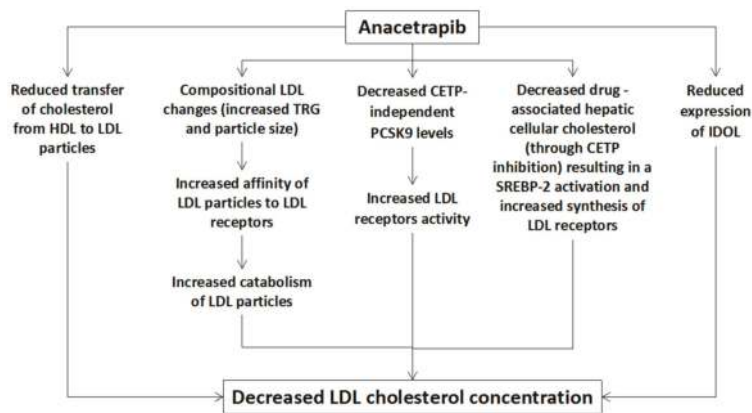 Anacetrapib
Reduced transfer
of cholesterol
from HDL to LDL
particles
Compositional LDL
changes (increased TRG
and particle size)
Increased affinity of
LDL particles to LDL
receptors
Increased catabolism
of LDL particles
Decreased CETP-
independent
PCSK9 levels
Increased LDL
receptors activity
Decreased drug -
associated hepatic
cellular cholesterol
(through CETP
inhibition) resulting in a
SREBP-2 activation and
increased synthesis of
LDL receptors
Reduced
expression
of IDOL
Decreased LDL cholesterol concentration